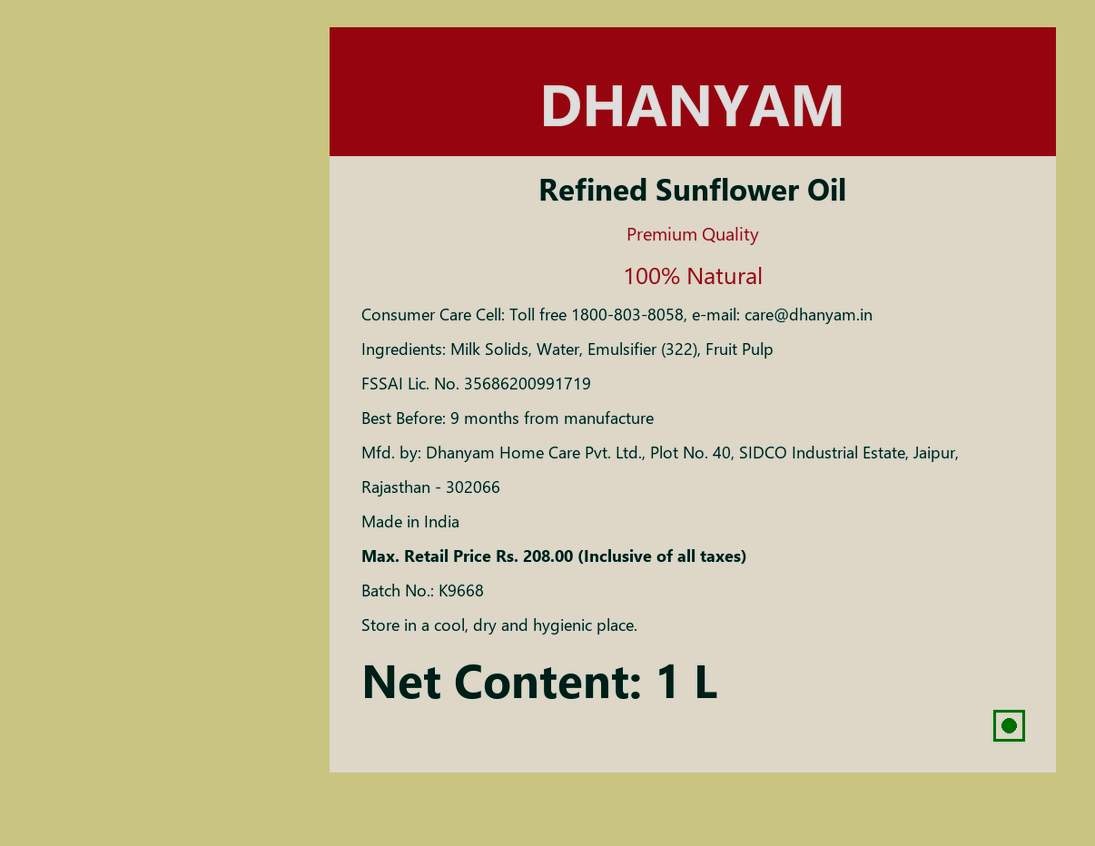 DHANYAM
Refined Sunflower Oil
Premium Quality
100% Natural
Consumer Care Cell: Toll free 1800-803-8058, e-mail: care@dhanyam.in
Ingredients: Milk Solids, Water, Emulsifier (322), Fruit Pulp
FSSAI Lic. No. 35686200991719
Best Before: 9 months from manufacture
Mfd. by: Dhanyam Home Care Pvt. Ltd., Plot No. 40, SIDCO Industrial Estate, Jaipur,
Rajasthan - 302066
Made in India
Max. Retail Price Rs. 208.00 (Inclusive of all taxes)
Batch No.: K9668
Store in a cool, dry and hygienic place.
Net Content: 1 L